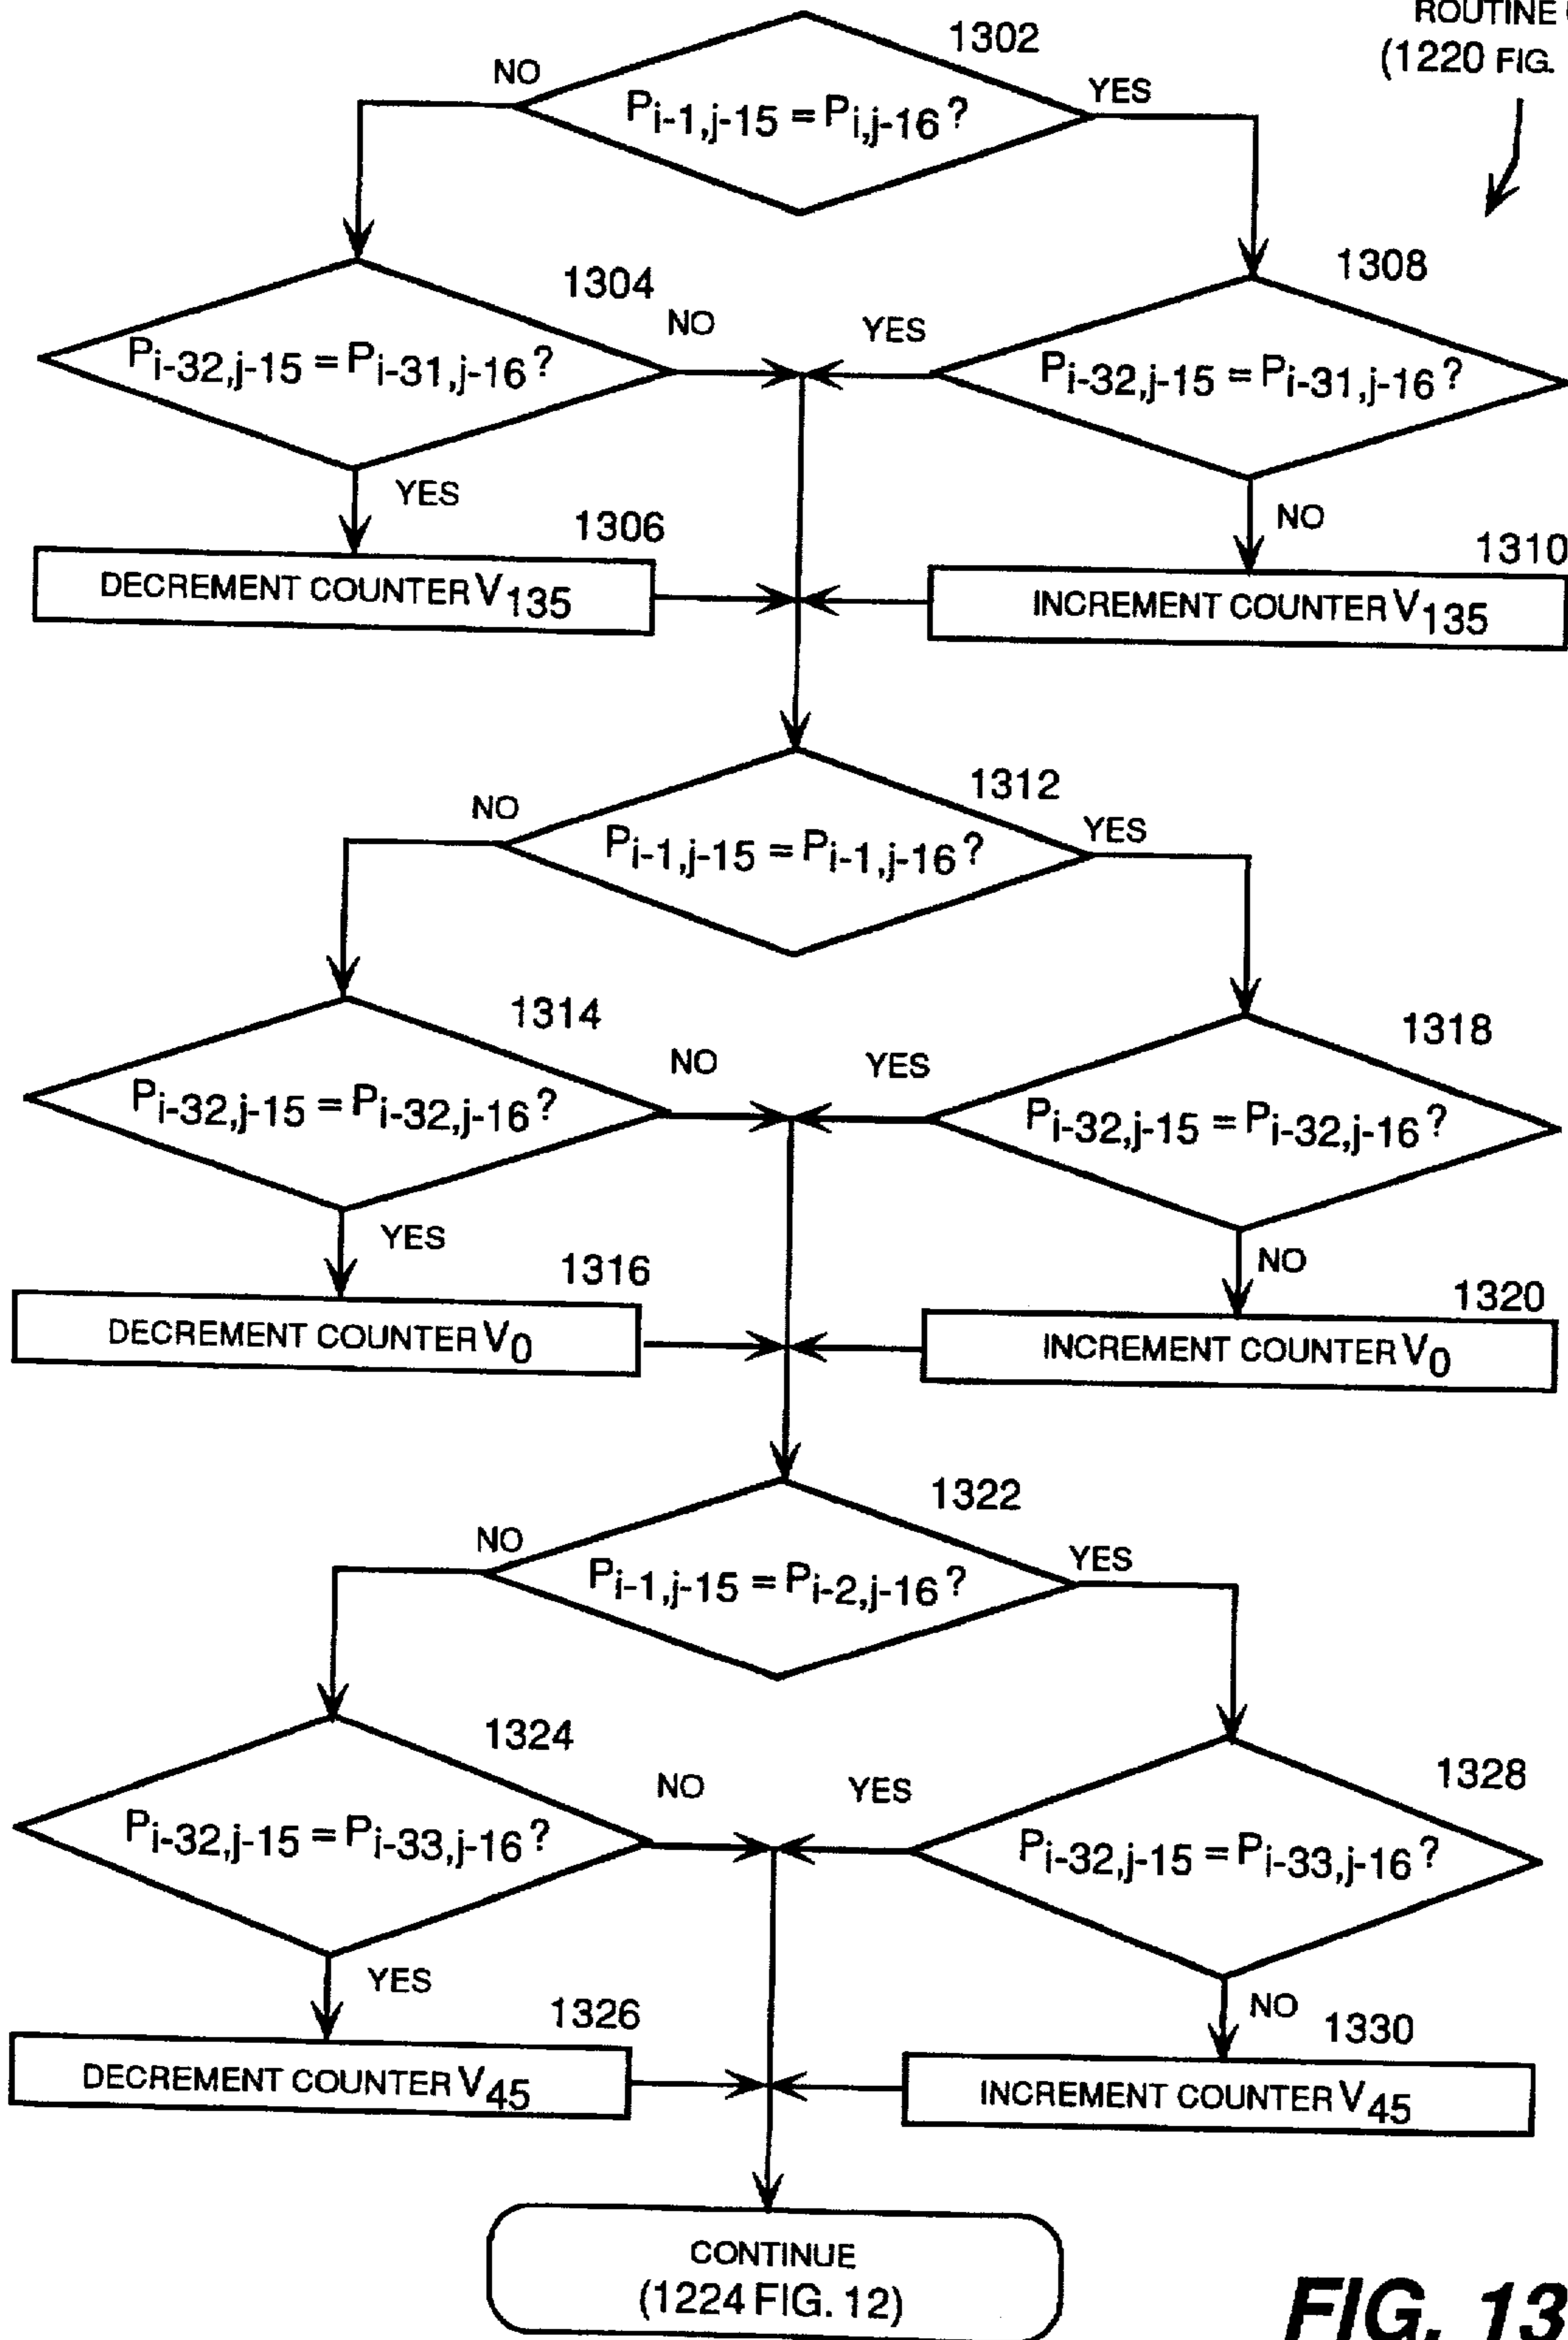 ROUTINE
(1220 FIG.
1302
NO
YES
Pi-1,j-15 = Pi,j-16?
1304
1308
NO
YES
Pi-32,j-15 = Pi-31,j-16?
Pi-32,j-15 = Pi-31,j-16?
YES
NO
1306
1310
DECREMENT COUNTER V135
INCREMENT COUNTER V135
1312
NO
YES
Pi-1,j-15 = Pi-1,j-16?
1314
1318
NO
YES
Pi-32,j-15 = Pi-32,j-16?
Pi-32,j-15 = Pi-32,j-16?
YES
NO
1316
1320
DECREMENT COUNTER V0
INCREMENT COUNTER V0
1322
NO
YES
Pi-1,j-15 = Pi-2,j-16?
1324
1328
NO
YES
Pi-32,j-15 = Pi-33,j-16?
Pi-32,j-15 = Pi-33,j-16?
YES
NO
1326
1330
DECREMENT COUNTER V45
INCREMENT COUNTER V45
CONTINUE
(1224 FIG. 12)
FIG. 13